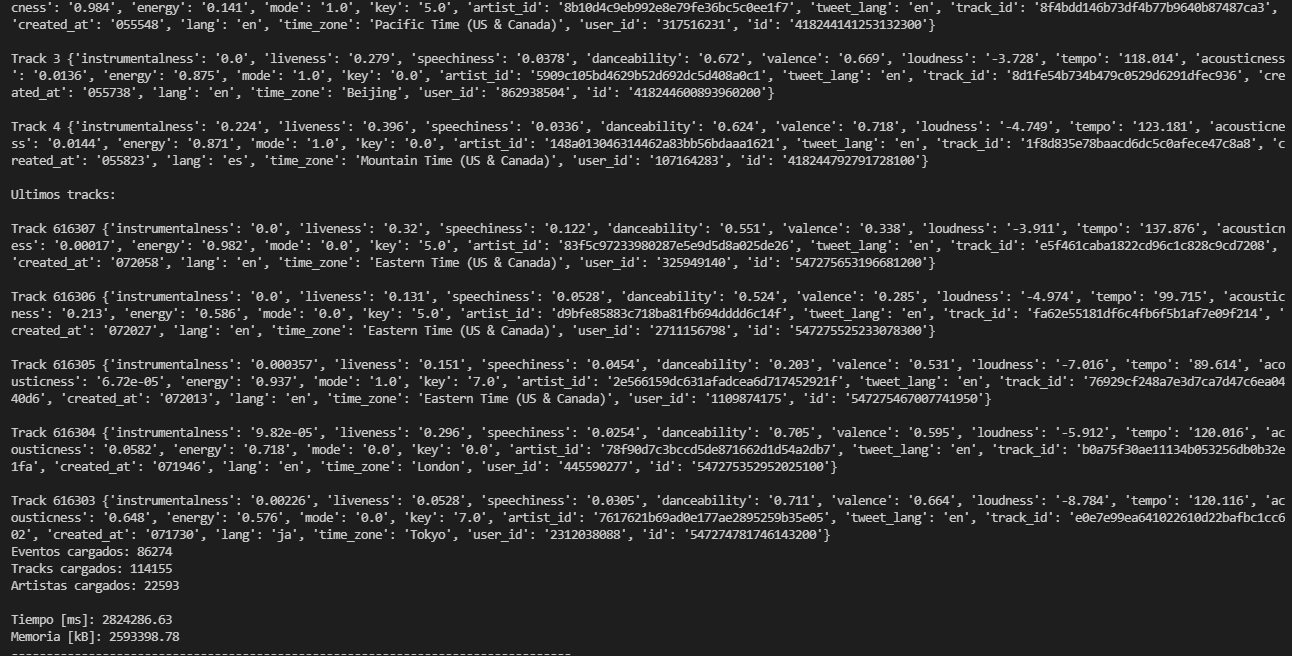 cness': '0.984', 'energy': '0.141', 'mode': '1.0', 'key': '5.0', 'artist_id': '8b10d4c9eb992e8e79fe36bc5c0ee1f7', 'tweet_lang': 'en', 'track_id': '8f4bdd146b73df4b77b9640b87487ca3',
'created_at': '055548', 'lang': 'en', 'time_zone': 'Pacific Time (US & Canada)', 'user_id': '317516231', 'id': '418244141253132300'}
Track 3 {'instrumentalness': '0.0', 'liveness': '0.279', 'speechiness': '0.0378', 'danceability': '0.672', 'valence': '0.669', 'loudness': '-3.728', 'tempo': '118.014', 'acousticness
': '0.0136', 'energy': '0.875', 'mode': '1.0', 'key': '0.0', 'artist_id': '5909c105bd4629b52d692dc5d408a0c1', 'tweet_lang': 'en', 'track_id': '8d1fe54b734b479c0529d6291dfec936', 'cre
ated_at': '055738', 'lang': 'en', 'time_zone': 'Beijing', 'user_id': '862938504', 'id': '418244600893960200'}
Track 4 {'instrumentalness': '0.224', 'liveness': '0.396', 'speechiness': '0.0336', 'danceability': '0.624', 'valence': '0.718', 'loudness': '-4.749', 'tempo': '123.181', 'acousticne
ss': '0.0144', 'energy': '0.871', 'mode': '1.0', 'key': '0.0', 'artist_id': '148a013046314462a83bb56bdaaa1621', 'tweet_lang': 'en', 'track_id': '1f8d835e78baacd6dc5c0afece47c8a8', 'c
reated_at': '055823', 'lang': 'es', 'time_zone': 'Mountain Time (US & Canada)', 'user_id': '107164283', 'id': '418244792791728100'}
Ultimos tracks:
Track 616307 {'instrumentalness': '0.0', 'liveness': '0.32', 'speechiness': '0.122', 'danceability': '0.551', 'valence': '0.338', 'loudness': '-3.911', 'tempo': '137.876', 'acousticn
ess': '0.00017', 'energy': '0.982', 'mode': '0.0', 'key': '5.0', 'artist_id': '83f5c97233980287e5e9d5d8a025de26', 'tweet_lang': 'en', 'track_id': 'e5f461caba1822cd96c1c828c9cd7208',
'created_at': '072058', 'lang': 'en', 'time_zone': 'Eastern Time (US & Canada)', 'user_id': '325949140', 'id': '547275653196681200'}
Track 616306 {'instrumentalness': '0.0', 'liveness': '0.131', 'speechiness': '0.0528', 'danceability': '0.524', 'valence': '0.285', 'loudness': '-4.974', 'tempo': '99.715', 'acoustic
ness': '0.213', 'energy': '0.586', 'mode': '0.0', 'key': '5.0', 'artist_id': 'd9bfe85883c718ba81fb694dddd6c14f', 'tweet_lang': 'en', 'track_id': 'fa62e55181df6c4fb6f5b1af7e09f214', '
created_at': '072027', 'lang': 'en', 'time_zone': 'Eastern Time (US & Canada)', 'user_id': '2711156798', 'id': '547275525233078300'}
Track 616305 {'instrumentalness': '0.000357', 'liveness': '0.151', 'speechiness': '0.0454', 'danceability': '0.203', 'valence': '0.531', 'loudness': '-7.016', 'tempo': '89.614', 'aco
usticness': '6.72e-05', 'energy': '0.937', 'mode': '1.0', 'key': '7.0', 'artist_id': '2e566159dc631afadcea6d717452921f', 'tweet_lang': 'en', 'track_id': '76929cf248a7e3d7ca7d47c6ea04
40d6', 'created_at': '072013', 'lang': 'en', 'time_zone': 'Eastern Time (US & Canada)', 'user_id': '1109874175', 'id': '547275467007741950'}
Track 616304 {'instrumentalness': '9.82e-05', 'liveness': '0.296', 'speechiness': '0.0254', 'danceability': '0.705', 'valence': '0.595', 'loudness': '-5.912', 'tempo': '120.016', 'ac
ousticness': '0.0582', 'energy': '0.718', 'mode': '0.0', 'key': '0.0', 'artist_id': '78f90d7c3bccd5de871662d1d54a2db7', 'tweet_lang': 'en', 'track_id': 'b0a75f30ae11134b053256db0b32e
1fa', 'created_at': '071946', 'lang': 'en', 'time_zone': 'London', 'user_id': '445590277', 'id': '547275352952025100'}
Track 616303 {'instrumentalness': '0.00226', 'liveness': '0.0528', 'speechiness': '0.0305', 'danceability': '0.711', 'valence': '0.664', 'loudness': '-8.784', 'tempo': '120.116', 'ac
ousticness': '0.648', 'energy': '0.576', 'mode': '0.0', 'key': '7.0', 'artist_id': '7617621b69ad0e177ae2895259b35e05', 'tweet_lang': 'en', 'track_id': 'e0e7e99ea641022610d22bafbc1cc6
02', 'created_at': '071730', 'lang': 'ja', 'time_zone': 'Tokyo', 'user_id': '2312038088', 'id': '547274781746143200'}
Eventos cargados: 86274
Tracks cargados: 114155
Artistas cargados: 22593
Tiempo [ms]: 2824286.63
Memoria [kB]: 2593398.78
--------------------------------------------------------------------------------